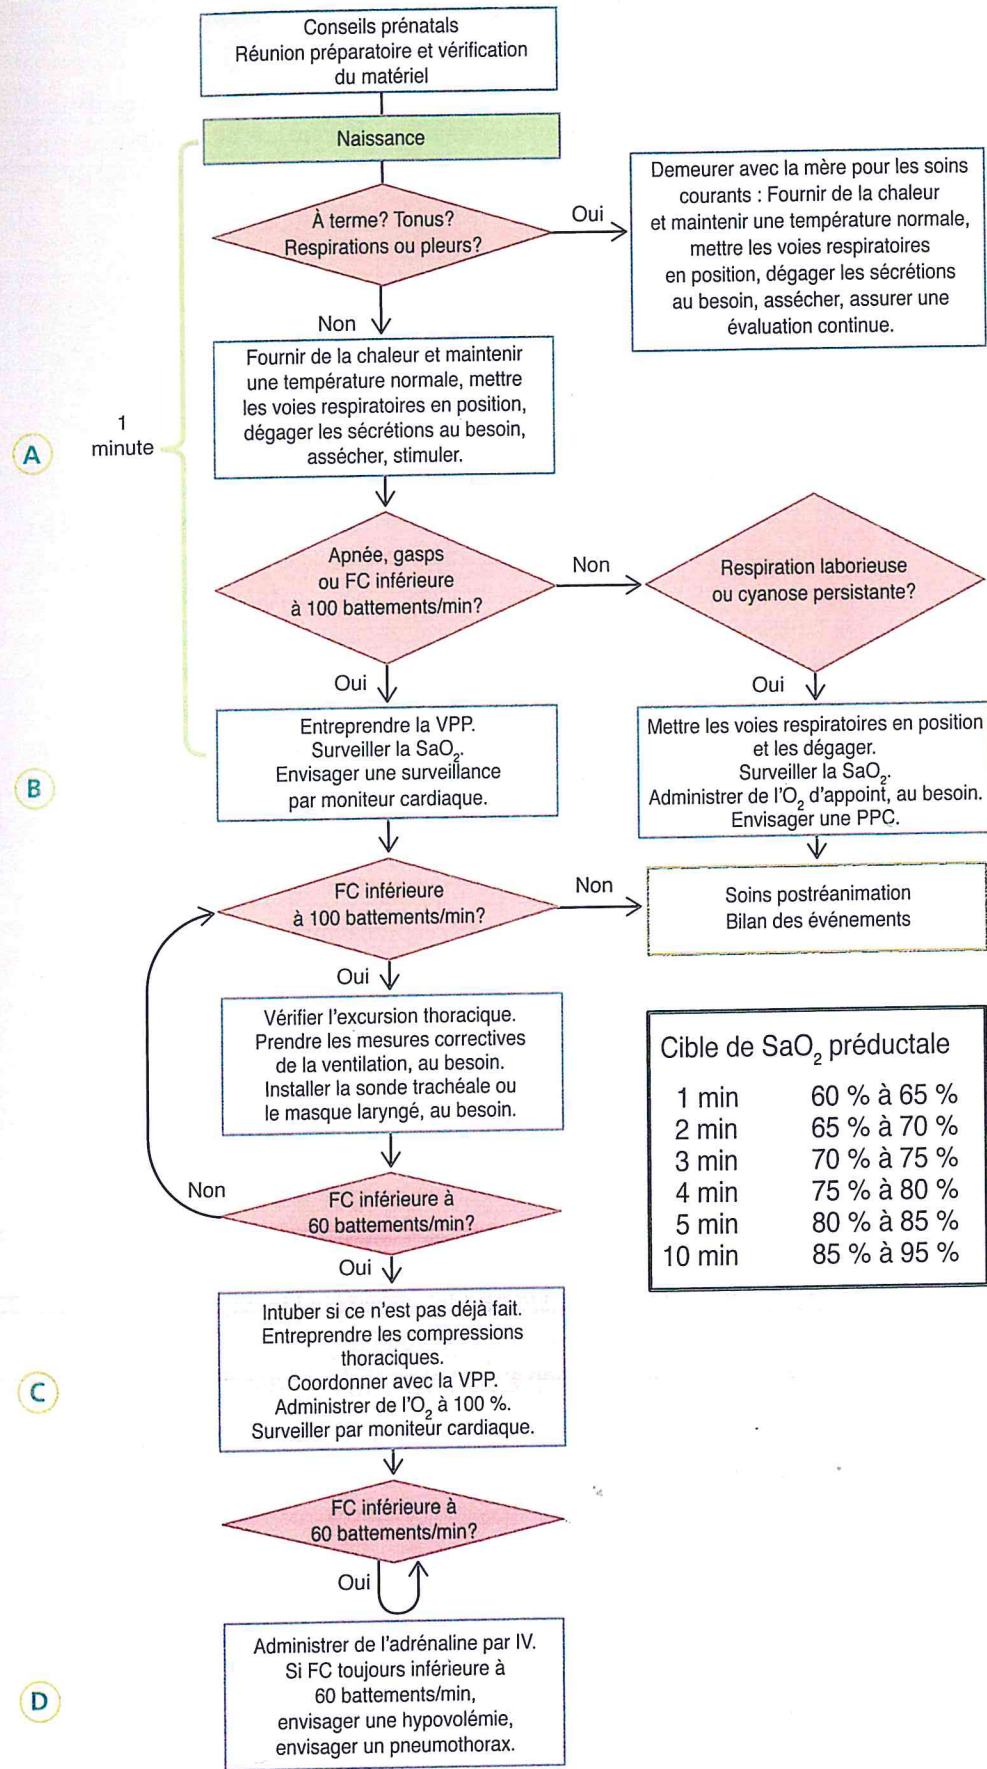 Conseils prénatals
Réunion préparatoire et vérification
du matériel
Naissance
À terme? Tonus?
Respirations ou pleurs?
Oui
Demeurer avec la mère pour les soins
courants : Fournir de la chaleur
et maintenir une température normale,
mettre les voies respiratoires
en position, dégager les sécrétions
au besoin, assécher, assurer une
évaluation continue.
Non
Fournir de la chaleur et maintenir
une température normale, mettre
les voies respiratoires en position,
dégager les sécrétions au besoin,
assécher, stimuler.
1
minute
A
Apnée, gasps
ou FC inférieure
à 100 battements/min?
Non
Respiration laborieuse
ou cyanose persistante?
Oui
Oui
Entreprendre la VPP.
Surveiller la SaO₂.
Envisager une surveillance
par moniteur cardiaque.
Mettre les voies respiratoires en position
et les dégager.
Surveiller la SaO₂.
Administrer de l'O₂ d'appoint, au besoin.
Envisager une PPC.
B
FC inférieure
à 100 battements/min?
Non
Soins postréanimation
Bilan des événements
Oui
Vérifier l'excursion thoracique.
Prendre les mesures correctives
de la ventilation, au besoin.
Installer la sonde trachéale ou
le masque laryngé, au besoin.
Cible de SaO₂ préductale
1 min 60 % à 65 %
2 min 65 % à 70 %
3 min 70 % à 75 %
4 min 75 % à 80 %
5 min 80 % à 85 %
10 min 85 % à 95 %
Non
FC inférieure à
60 battements/min?
Oui
Intuber si ce n'est pas déjà fait.
Entreprendre les compressions
thoraciques.
Coordonner avec la VPP.
Administrer de l'O₂ à 100 %.
Surveiller par moniteur cardiaque.
C
FC inférieure à
60 battements/min?
Oui
Administrer de l'adrénaline par IV.
Si FC toujours inférieure à
60 battements/min,
envisager une hypovolémie,
envisager un pneumothorax.
D